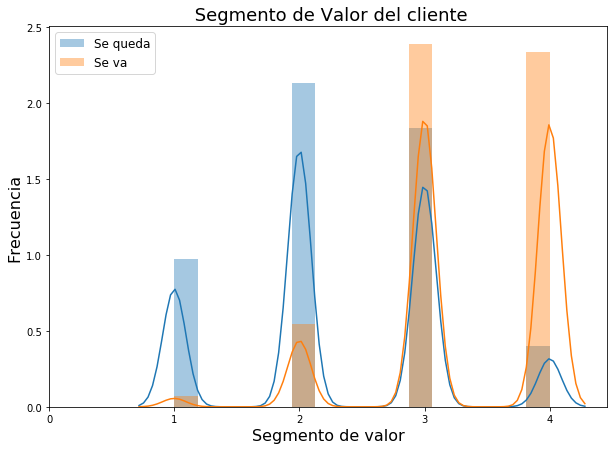 Segmento de Valor del cliente
Se queda
Se va
Frecuencia
2.5
2.0
1.5
1.0
0.5
0.0
0 1 2 3 4
Segmento de valor